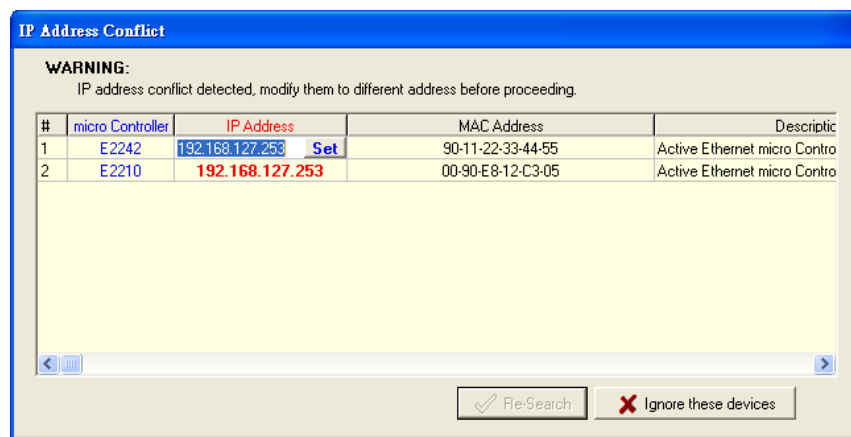 IP Address Conflict
WARNING:
IP address conflict detected, modify them to different address before proceeding.
# micro Controller IP Address MAC Address Descriptic
1 E2242 192.168.127.253 Set 90-11-22-33-44-55 Active Ethernet micro Contro
2 E2210 192.168.127.253 00-90-E8-12-C3-05 Active Ethernet micro Contro
Re-Search Ignore these devices